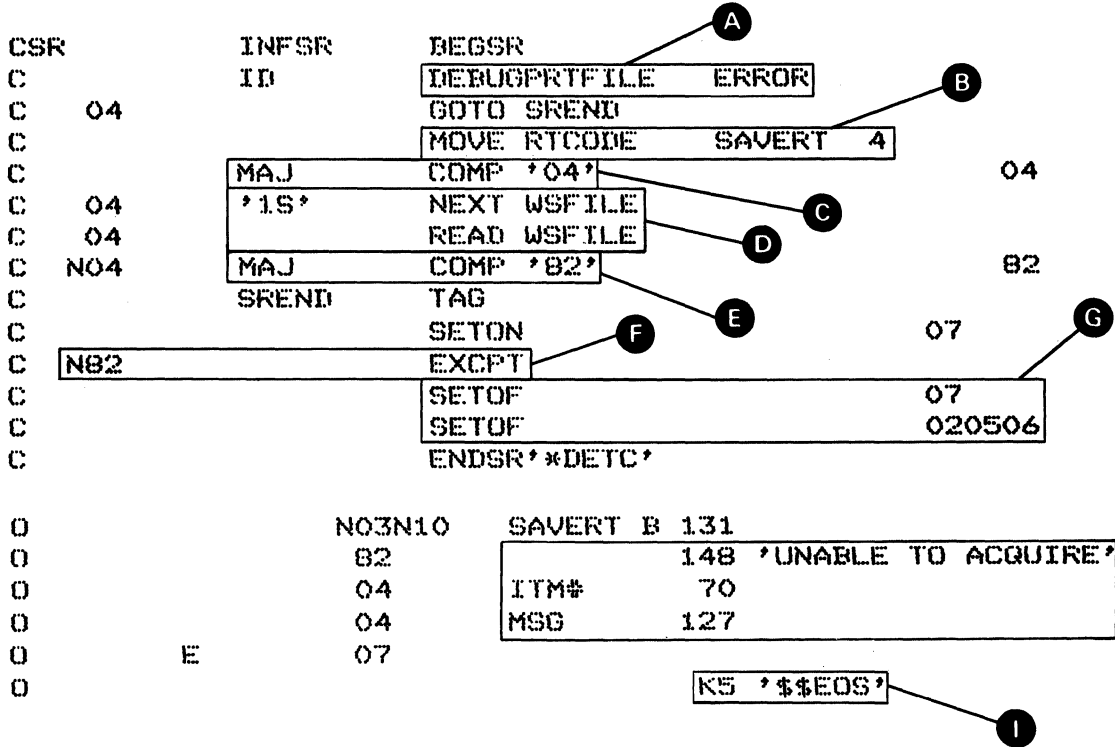 A
CSR INFSR BEGSR
C ID DEBUGPRTFILE ERROR
B
C 04 GOTO SREND
C MOVE RTCODE SAVERT 4
C MAJ COMP '04' 04
C 04 '1S' NEXT WSFILE
C
C 04 READ WSFILE
D
C N04 MAJ COMP '82' 82
C SREND TAG
E
C SETON 07
F
G
C N82 EXCPT
C SETOF 07
C SETOF 020506
C ENDSR'*DETC'
O N03N10 SAVERT B 131
O 82 148 'UNABLE TO ACQUIRE'
O 04 ITM# 70
O 04 MSG 127
O E 07
O K5 '$$EOS'
I